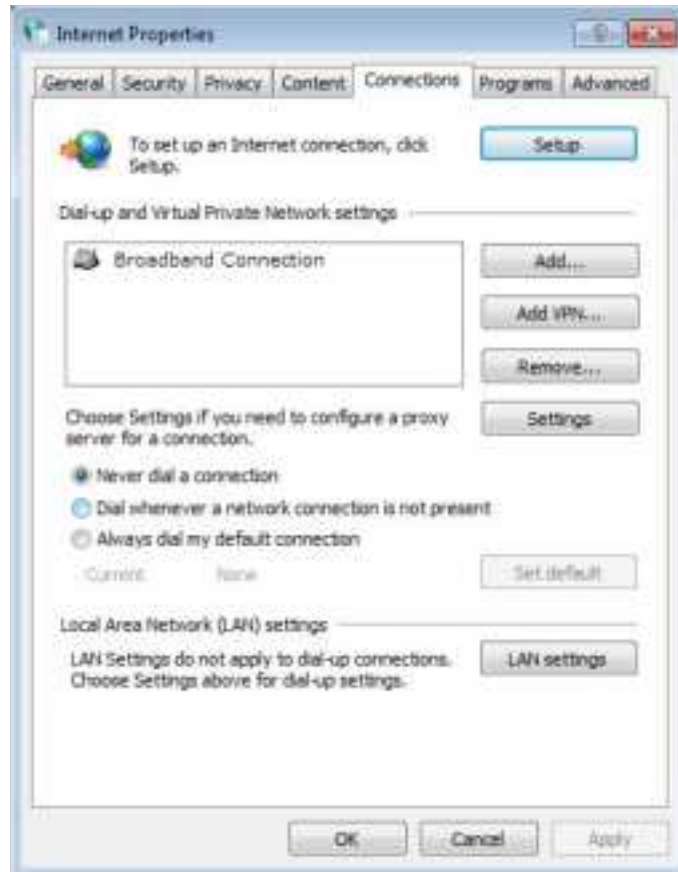 Internet Properties
General Security Privacy Content Connections Programs Advanced
To set up an Internet connection, click
Setup.
Setup
Dial-up and Virtual Private Network settings
Broadband Connection
Add...
Add VPN...
Remove...
Choose Settings if you need to configure a proxy
server for a connection.
Settings
Never dial a connection
Dial whenever a network connection is not present
Always dial my default connection
Current None
Set default
Local Area Network (LAN) settings
LAN Settings do not apply to dial-up connections.
Choose Settings above for dial-up settings.
LAN settings
OK Cancel Apply